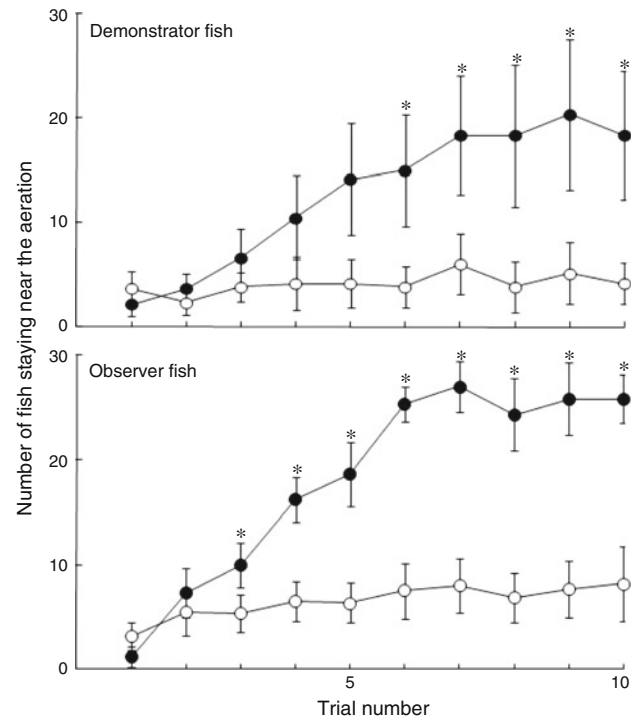 30
Demonstrator fish
* * * * *
20
10
0
30
Observer fish
* * * * * * * *
20
10
0
5 10
Trial number
Number of fish staying near the aeration